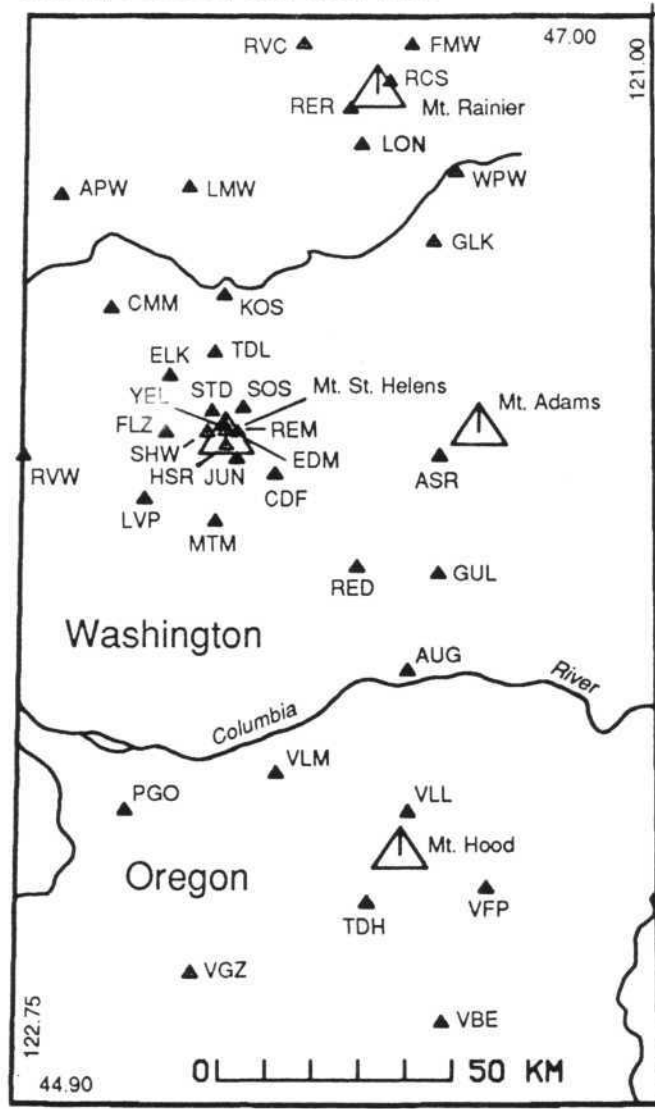 RVC
FMW
47.00
121.00
RCS
RER
Mt. Rainier
LON
WPW
APW
LMW
GLK
CMM
KOS
TDL
ELK
STD
SOS
Mt. St. Helens
YEL
Mt. Adams
FLZ
REM
SHW
EDM
RVW
HSR
JUN
CDF
ASR
LVP
MTM
RED
GUL
Washington
AUG
River
Columbia
VLM
PGO
VLL
Mt. Hood
Oregon
TDH
VFP
VGZ
122.75
VBE
44.90
0
50 KM